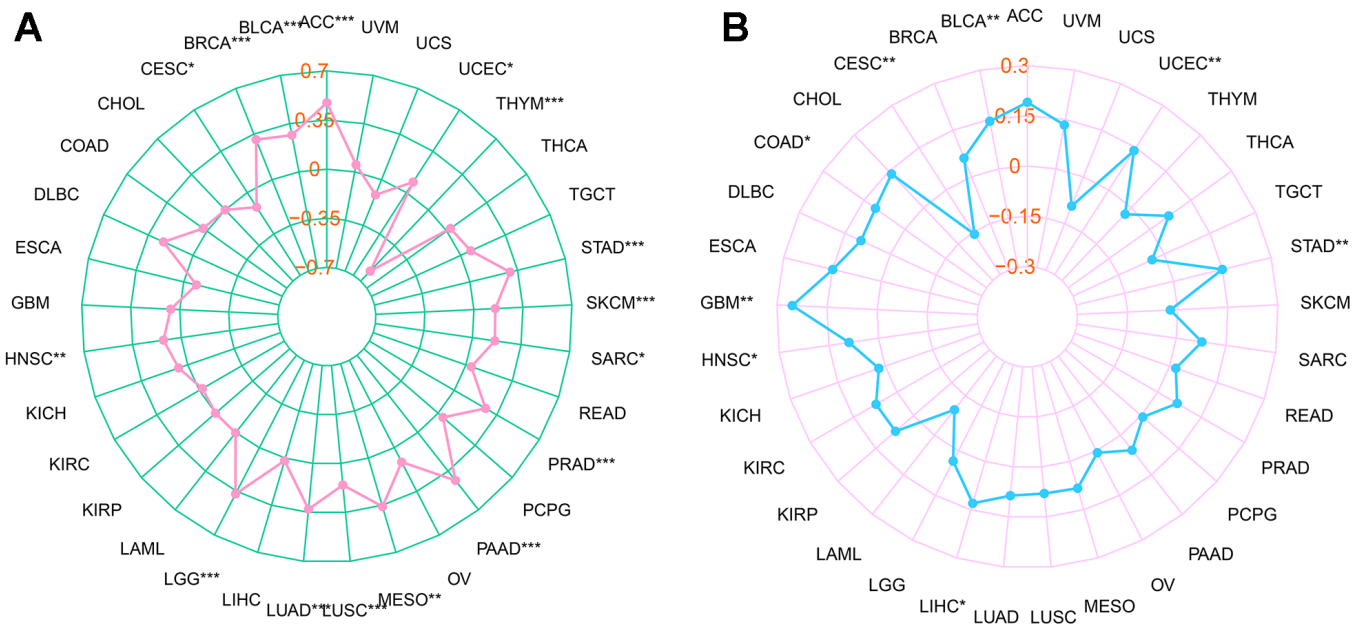 A
ACC***
UVM
UCS
UCEC*
THYM***
THCA
TGCT
STAD***
SKCM***
SARC*
READ
PRAD***
PCPG
PAAD***
OV
MESO**
LUSC***
LIHC
LGG***
LAML
KIRP
KIRC
KICH
HNSC**
GBM
ESCA
DLBC
COAD
CHOL
CESC*
BRCA***
0.7
0.35
0
−0.35
−0.7
B
ACC
UVM
UCS
UCEC**
THYM
THCA
TGCT
STAD**
SKCM
SARC
READ
PRAD
PCPG
PAAD
OV
MESO
LUSC
LUAD
LIHC*
LGG
LAML
KIRP
KIRC
KICH
HNSC*
GBM**
ESCA
DLBC
COAD*
CHOL
CESC**
BRCA
BLCA**
0.3
0.15
0
−0.15
−0.3